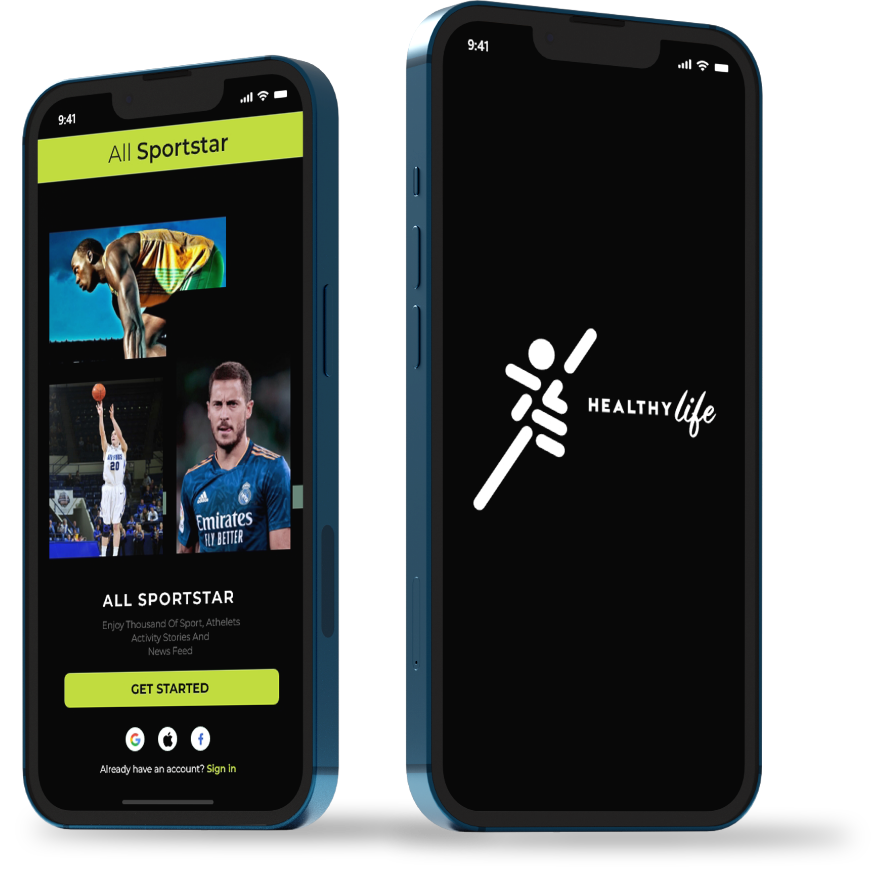 9:41
All Sportstar
20
Emirates
FLY BETTER
ALL SPORTSTAR
Enjoy Thousand Of Sport, Athelets
Activity Stories And
News Feed
GET STARTED
Already have an account? Sign in
9:41
HEALTHY life